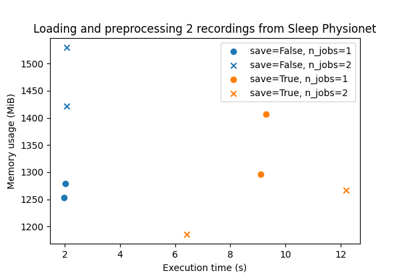 Loading and preprocessing 2 recordings from Sleep Physionet
save=False, n_jobs=1
save=False, n_jobs=2
save=True, n_jobs=1
save=True, n_jobs=2
Memory usage (MiB)
1500
1450
1400
1350
1300
1250
1200
2 4 6 8 10 12
Execution time (s)